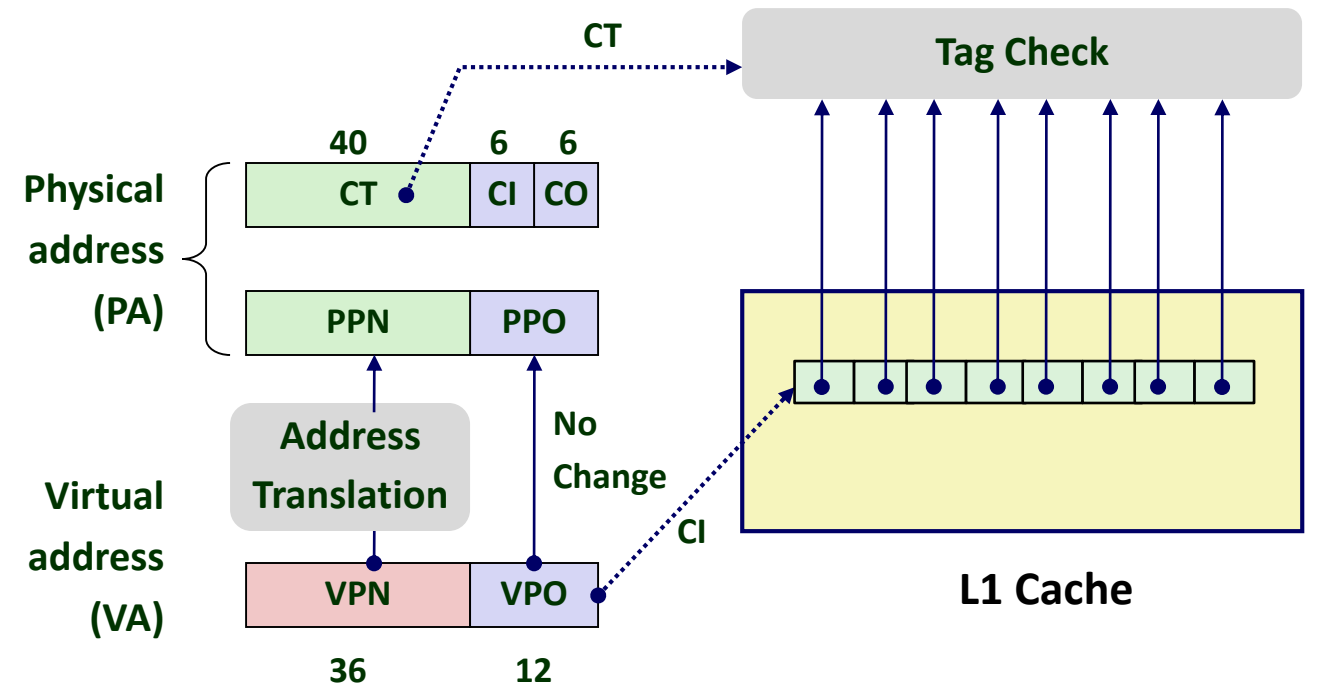 CT
Tag Check
40 6 6
Physical
address
(PA)
CT CI CO
PPN PPO
Address
Translation
No
Change
Virtual
address
(VA)
CI
VPN VPO
L1 Cache
36 12